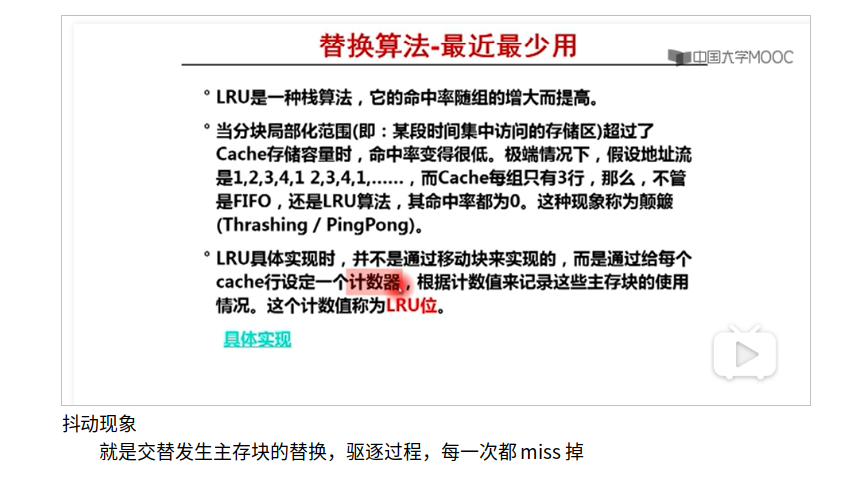 替换算法-最近最少用
中国大学MOOC
° LRU是一种栈算法，它的命中率随组的增大而提高。
° 当分块局部化范围(即：某段时间集中访问的存储区)超过了
Cache存储容量时，命中率变得很低。极端情况下，假设地址流
是1,2,3,4,1 2,3,4,1,……，而Cache每组只有3行，那么，不管
是FIFO，还是LRU算法，其命中率都为0。这种现象称为颠簸
(Thrashing / PingPong)。
° LRU具体实现时，并不是通过移动块来实现的，而是通过给每个
cache行设定一个计数器，根据计数值来记录这些主存块的使用
情况。这个计数值称为LRU位。
具体实现
抖动现象
就是交替发生主存块的替换，驱逐过程，每一次都 miss 掉